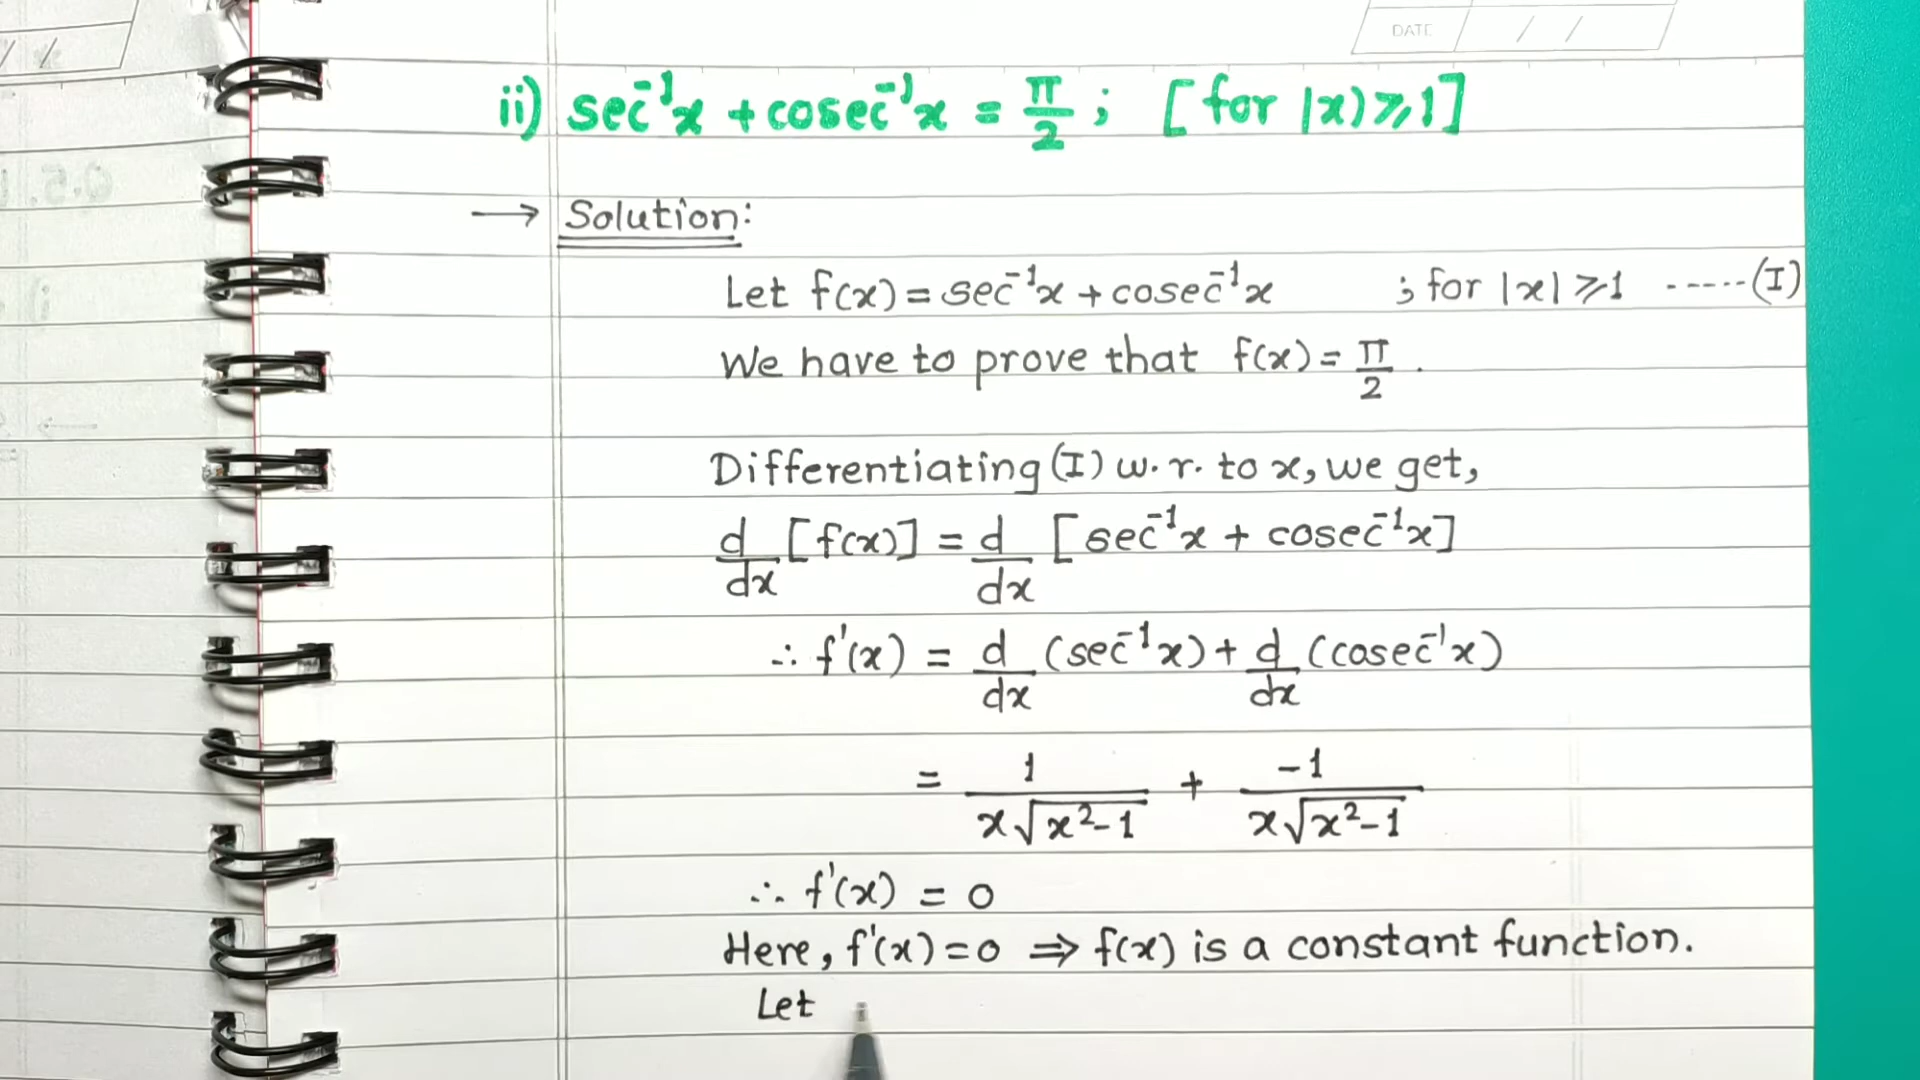 DATE / /
ii) sec⁻¹x + cosec⁻¹x = π/2 ; [for |x) ≥ 1]
→ Solution:
Let f(x) = sec⁻¹x + cosec⁻¹x ; for |x| ≥ 1 ------(I)
We have to prove that f(x) = π/2 .
Differentiating (I) w.r. to x, we get,
d/dx [f(x)] = d/dx [sec⁻¹x + cosec⁻¹x]
∴ f'(x) = d/dx (sec⁻¹x) + d/dx (cosec⁻¹x)
= 1/x√x²-1 + -1/x√x²-1
∴ f'(x) = 0
Here, f'(x) = 0 ⇒ f(x) is a constant function.
Let